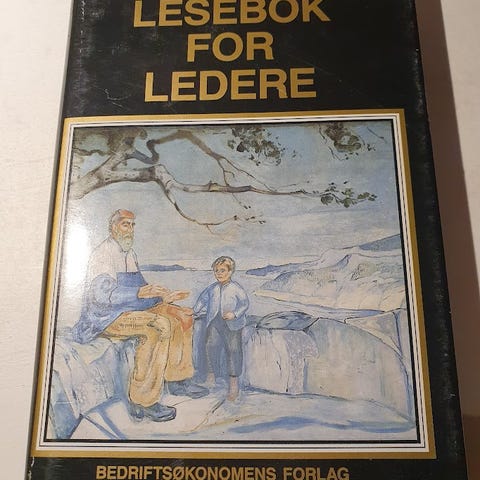 LESEBOK
FOR
LEDERE
BEDRIFTSØKONOMENS FORLAG